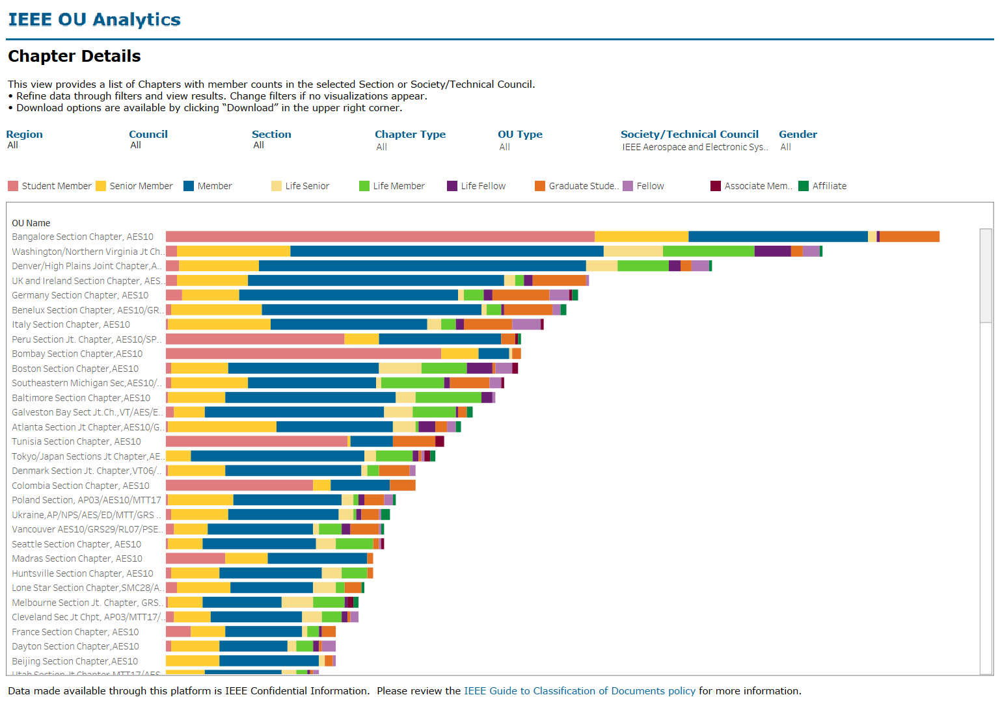 IEEE OU Analytics
Chapter Details
This view provides a list of Chapters with member counts in the selected Section or Society/Technical Council.
• Refine data through filters and view results. Change filters if no visualizations appear.
• Download options are available by clicking “Download” in the upper right corner.
Region Council Section Chapter Type OU Type Society/Technical Council Gender
All All All All All IEEE Aerospace and Electronic Sys.. All
Student Member Senior Member Member Life Senior Life Member Life Fellow Graduate Stude.. Fellow Associate Mem.. Affiliate
OU Name
Bangalore Section Chapter, AES10
Washington/Northern Virginia Jt Ch..
Denver/High Plains Joint Chapter,A..
UK and Ireland Section Chapter, AES..
Germany Section Chapter, AES10
Benelux Section Chapter, AES10/GR..
Italy Section Chapter, AES10
Peru Section Jt. Chapter, AES10/SP..
Bombay Section Chapter,AES10
Boston Section Chapter,AES10
Southeastern Michigan Sec,AES10/..
Baltimore Section Chapter,AES10
Galveston Bay Sect Jt.Ch.,VT/AES/E..
Atlanta Section Jt Chapter,AES10/G..
Tunisia Section Chapter, AES10
Tokyo/Japan Sections Jt Chapter,AE..
Denmark Section Jt. Chapter,VT06/..
Colombia Section Chapter, AES10
Poland Section, AP03/AES10/MTT17
Ukraine,AP/NPS/AES/ED/MTT/GRS ..
Vancouver AES10/GRS29/RL07/PSE..
Seattle Section Chapter, AES10
Madras Section Chapter, AES10
Huntsville Section Chapter, AES10
Lone Star Section Chapter,SMC28/A..
Melbourne Section Jt. Chapter, GRS..
Cleveland Sec Jt Chpt, AP03/MTT17/..
France Section Chapter, AES10
Dayton Section Chapter,AES10
Beijing Section Chapter,AES10
Utah Section Jt Chapter,MTT17/AES..
Data made available through this platform is IEEE Confidential Information.  Please review the IEEE Guide to Classification of Documents policy for more information.